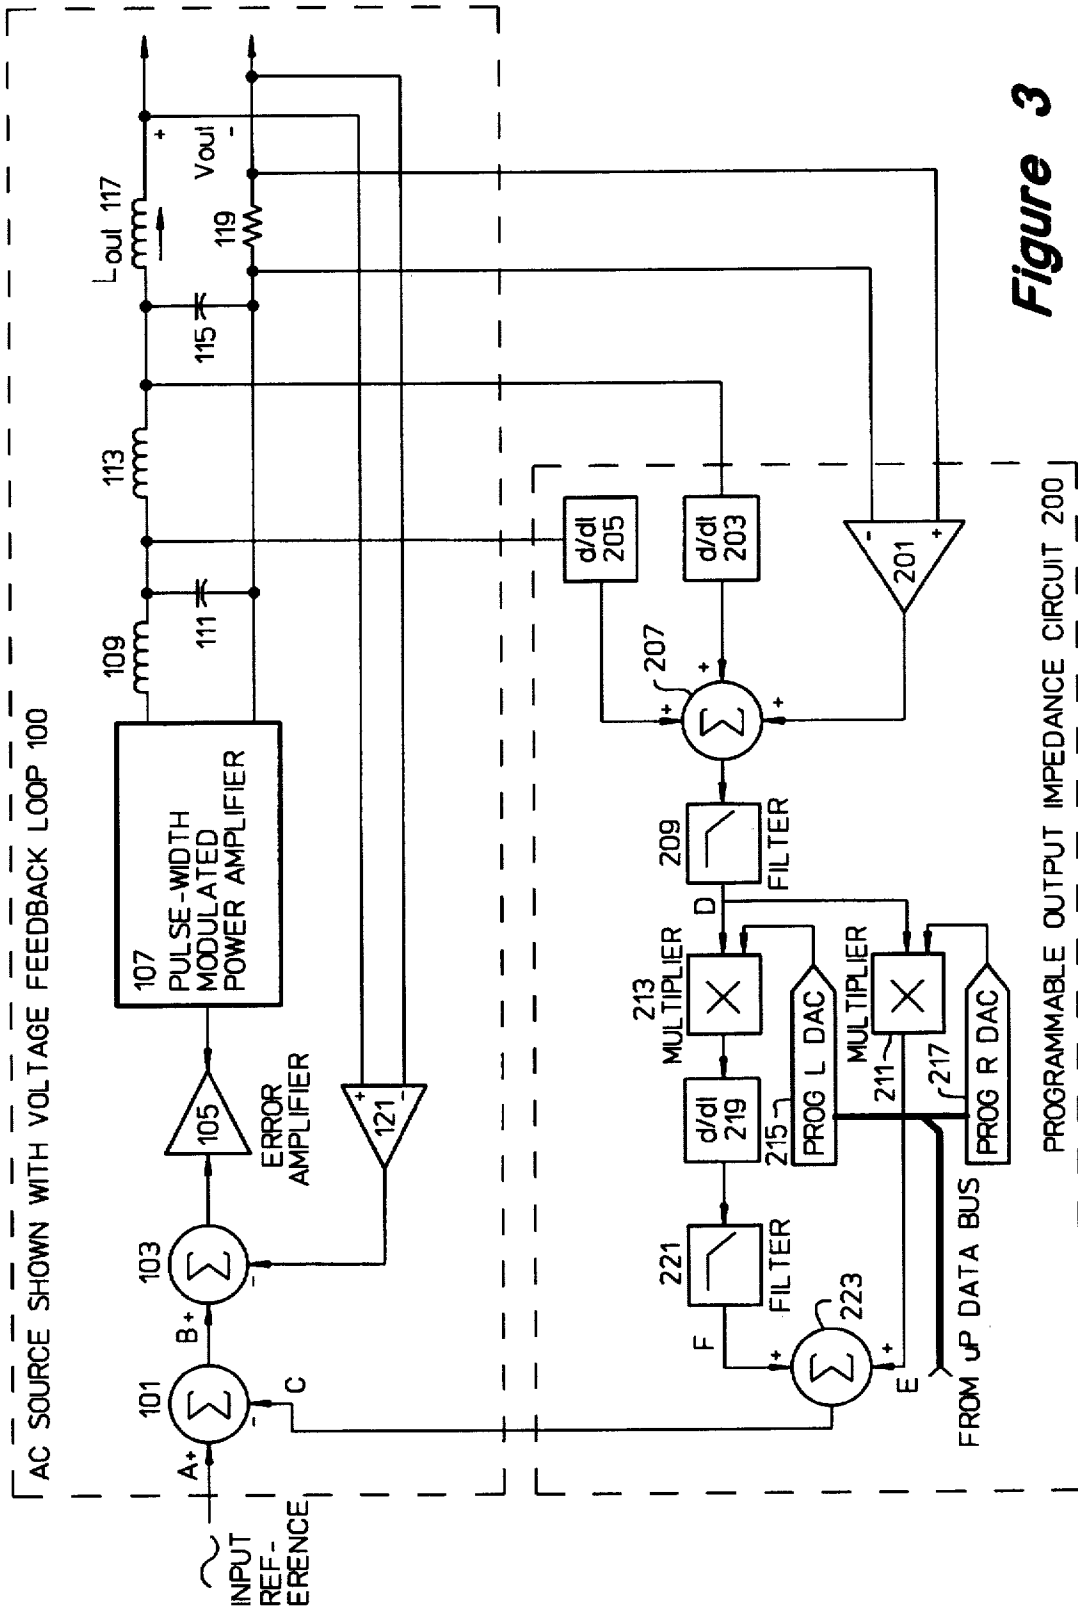 AC SOURCE SHOWN WITH VOLTAGE FEEDBACK LOOP 100
INPUT
REF-
ERENCE
A+
101
-
C
B+
103
-
105
ERROR
AMPLIFIER
107
PULSE-WIDTH
MODULATED
POWER AMPLIFIER
109
111
113
115
Lout 117
119
+
Vout
-
+
-
121
d/dt
205
d/dt
203
-
+
201
207
+
+
+
Σ
Σ
Σ
209
FILTER
D
213
MULTIPLIER
X
MULTIPLIER
X
211
215
PROG L DAC
217
PROG R DAC
d/dt
219
221
FILTER
F
+
Σ
223
+
E
FROM uP DATA BUS
PROGRAMMABLE OUTPUT IMPEDANCE CIRCUIT 200
Figure 3